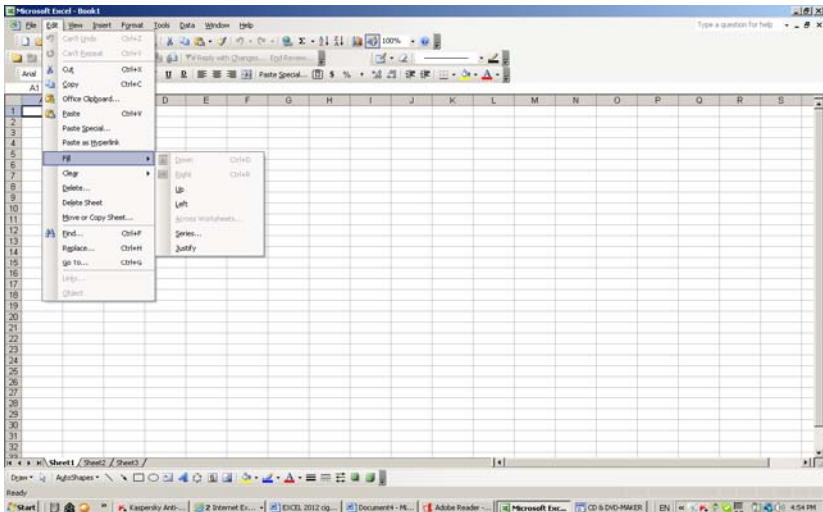 Microsoft Excel - Book1
File Edit View Insert Format Tools Data Window Help Type a question for help
100%
Reply with Changes... End Review...
Arial U Paste Special... $ %
A1
D E F G H I J K L M N O P Q R S
Can't Undo Ctrl+Z
Can't Repeat Ctrl+Y
Cut Ctrl+X
Copy Ctrl+C
Office Clipboard...
Paste Ctrl+V
Paste Special...
Paste as Hyperlink
Fill
Clear
Delete...
Delete Sheet
Move or Copy Sheet...
Find... Ctrl+F
Replace... Ctrl+H
Go To... Ctrl+G
Links...
Object
Down Ctrl+D
Right Ctrl+R
Up
Left
Across Worksheets...
Series...
Justify
1
2
3
4
5
6
7
8
9
10
11
12
13
14
15
16
17
18
19
20
21
22
23
24
25
26
27
28
29
30
31
32
Sheet1 / Sheet2 / Sheet3
Draw AutoShapes
Ready
Start Kaspersky Anti-... 2 Internet Ex... EXCEL 2012 cig... Document4 - Mi... Adobe Reader -... Microsoft Exc... CD & DVD-MAKER EN 4:54 PM